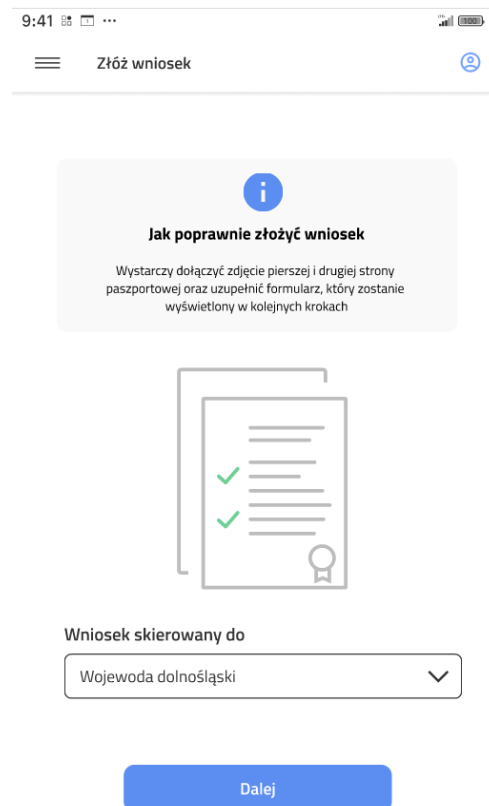 9:41
Złóż wniosek
Jak poprawnie złożyć wniosek
Wystarczy dołączyć zdjęcie pierszej i drugiej strony
paszportowej oraz uzupełnić formularz, który zostanie
wyświetlony w kolejnych krokach
Wniosek skierowany do
Wojewoda dolnośląski
Dalej